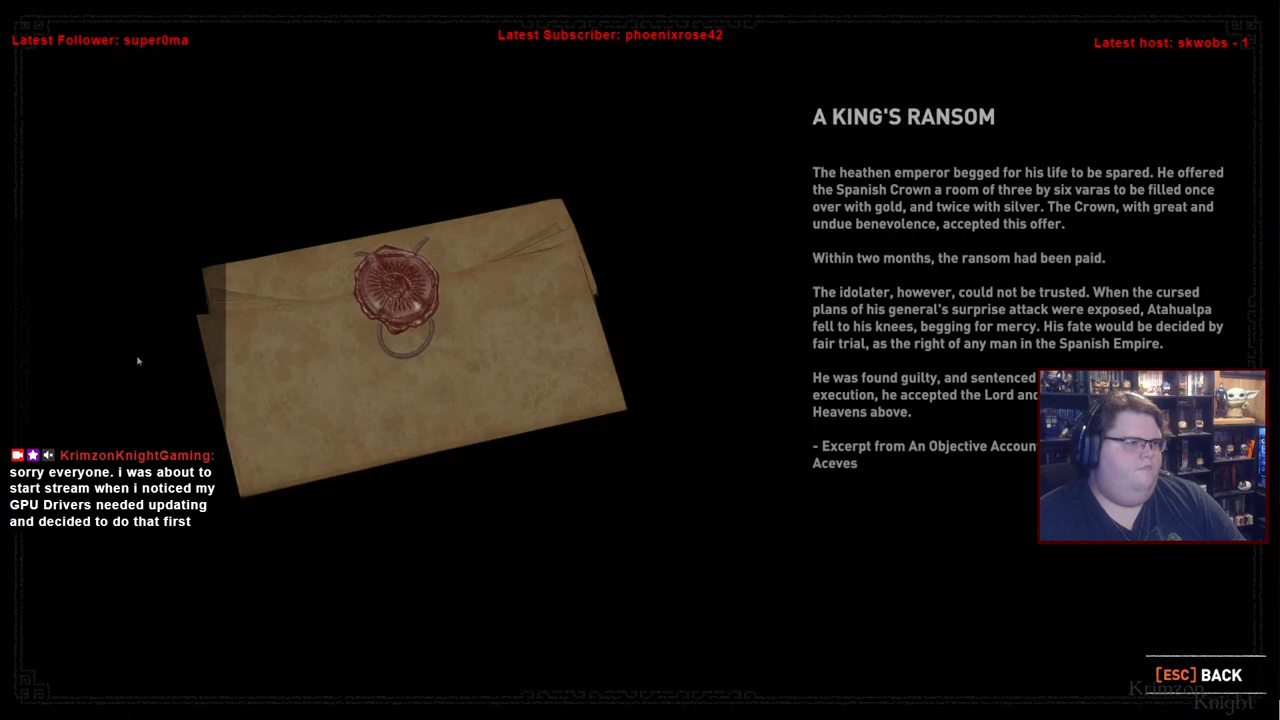 Latest Follower: super0ma
Latest Subscriber: phoenixrose42
Latest host: skwobs - 1
A KING'S RANSOM
The heathen emperor begged for his life to be spared. He offered
the Spanish Crown a room of three by six varas to be filled once
over with gold, and twice with silver. The Crown, with great and
undue benevolence, accepted this offer.
Within two months, the ransom had been paid.
The idolater, however, could not be trusted. When the cursed
plans of his general's surprise attack were exposed, Atahualpa
fell to his knees, begging for mercy. His fate would be decided by
fair trial, as the right of any man in the Spanish Empire.
He was found guilty, and sentenced
execution, he accepted the Lord and
Heavens above.
- Excerpt from An Objective Accoun
Aceves
KrimzonKnightGaming:
sorry everyone. i was about to
start stream when i noticed my
GPU Drivers needed updating
and decided to do that first
[ESC] BACK
Krimzon
Knight